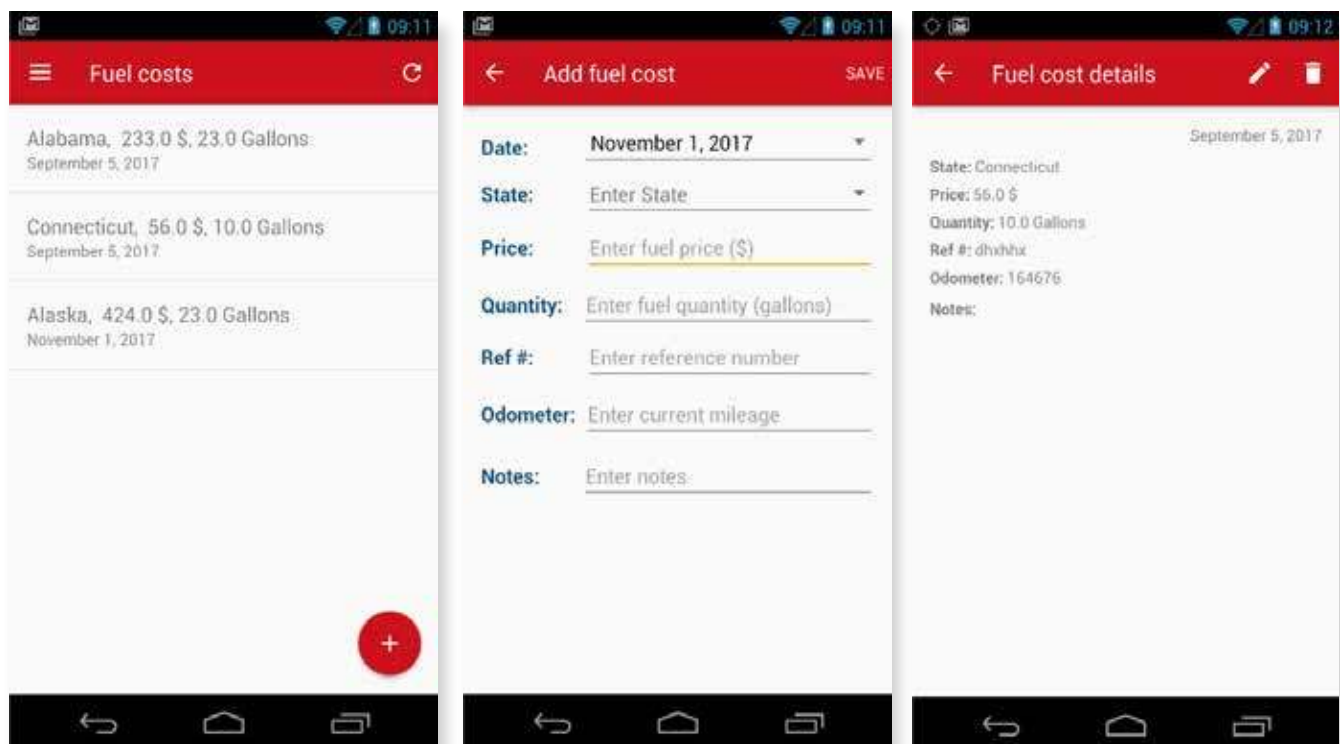 09:11
Fuel costs
Alabama, 233.0 $, 23.0 Gallons
September 5, 2017
Connecticut, 56.0 $, 10.0 Gallons
September 5, 2017
Alaska, 424.0 $, 23.0 Gallons
November 1, 2017
+
09:11
Add fuel cost SAVE
Date: November 1, 2017
State: Enter State
Price: Enter fuel price ($)
Quantity: Enter fuel quantity (gallons)
Ref #: Enter reference number
Odometer: Enter current mileage
Notes: Enter notes
09:12
Fuel cost details
September 5, 2017
State: Connecticut
Price: 56.0 $
Quantity: 10.0 Gallons
Ref #: dhxhhx
Odometer: 164676
Notes: